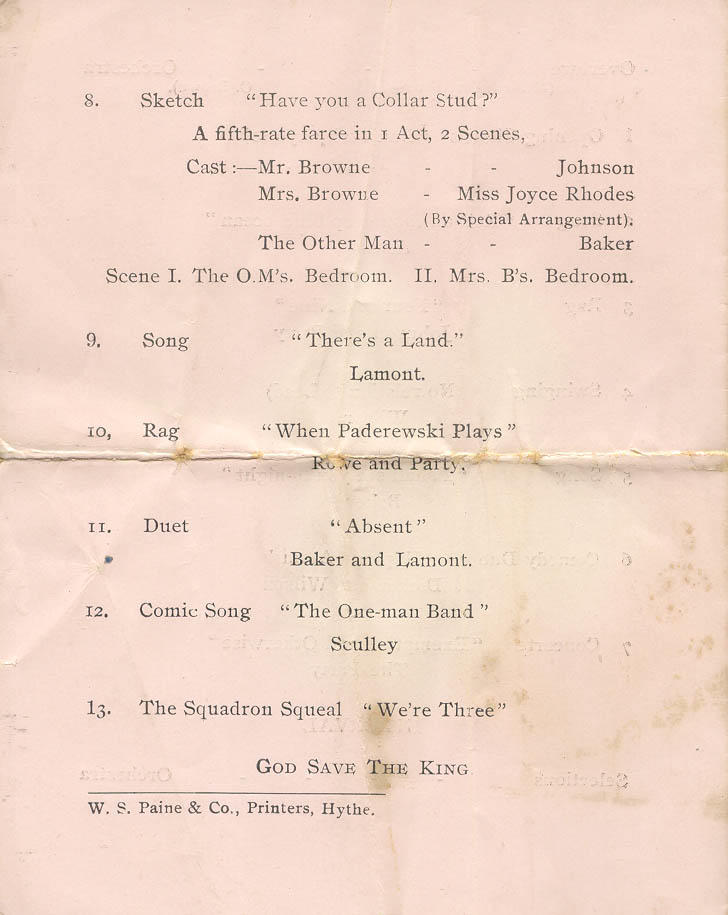 8. Sketch "Have you a Collar Stud?"
A fifth-rate farce in 1 Act, 2 Scenes,
Cast :—Mr. Browne - - Johnson
Mrs. Browne - Miss Joyce Rhodes
(By Special Arrangement).
The Other Man - - Baker
Scene I. The O.M's. Bedroom. II. Mrs. B's. Bedroom.
9. Song "There's a Land."
Lamont.
10, Rag "When Paderewski Plays"
Rowe and Party.
11. Duet "Absent"
Baker and Lamont.
12. Comic Song "The One-man Band"
Sculley
13. The Squadron Squeal "We're Three"
GOD SAVE THE KING
W. S. Paine & Co., Printers, Hythe.